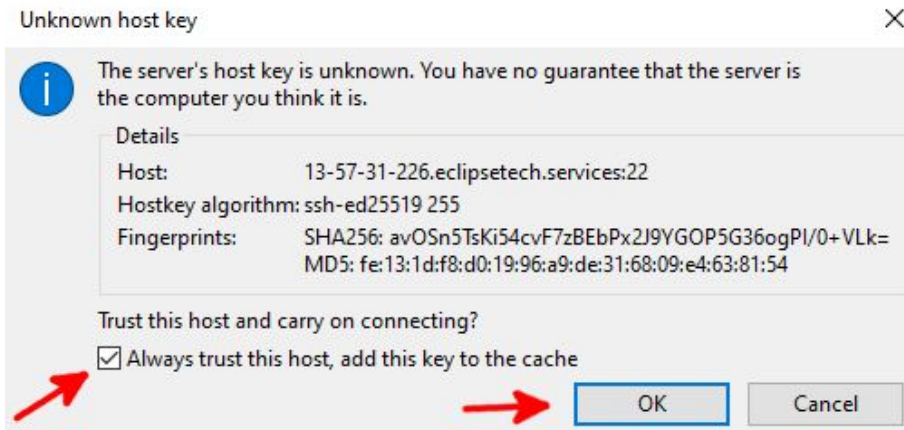 Unknown host key
The server's host key is unknown. You have no guarantee that the server is
the computer you think it is.
Details
Host: 13-57-31-226.eclipsetech.services:22
Hostkey algorithm: ssh-ed25519 255
Fingerprints: SHA256: avOSn5TsKi54cvF7zBEbPx2J9YGOP5G36ogPI/0+VLk=
MD5: fe:13:1d:f8:d0:19:96:a9:de:31:68:09:e4:63:81:54
Trust this host and carry on connecting?
Always trust this host, add this key to the cache
OK Cancel